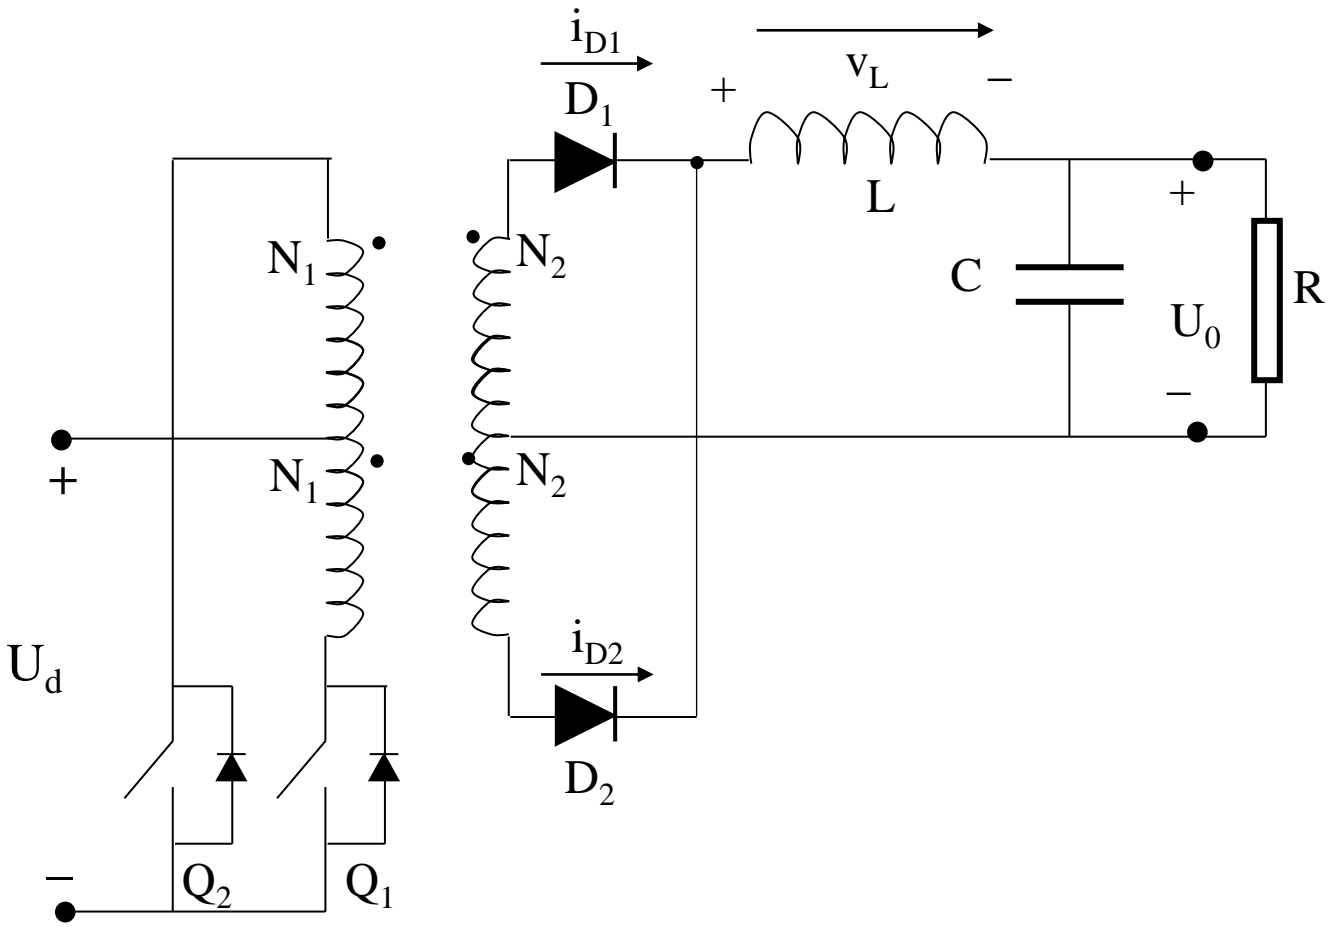 i_D1
v_L
D_1
+ −
L
+
N_1 N_2
C
R
U_0
−
+
N_1 N_2
i_D2
U_d
D_2
−
Q_2 Q_1